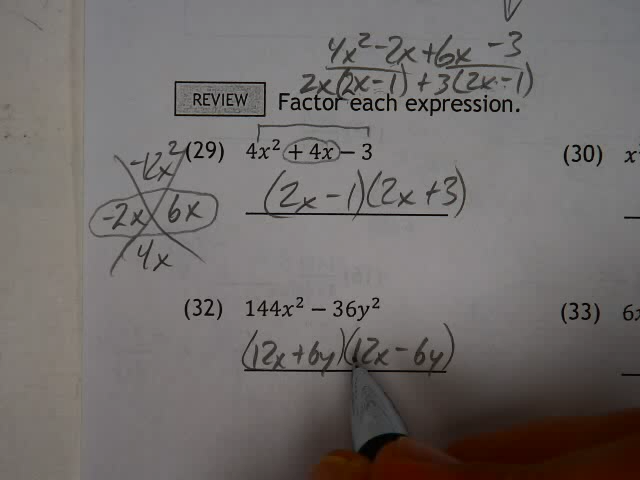 4x² - 2x + 6x - 3
2x(2x - 1) + 3(2x - 1)
REVIEW Factor each expression.
-12x²
(29) 4x² + 4x - 3
(30) x
(2x - 1)(2x + 3)
-2x 6x
4x
(32) 144x² − 36y²
(33) 6x
(12x + 6y)(12x - 6y)